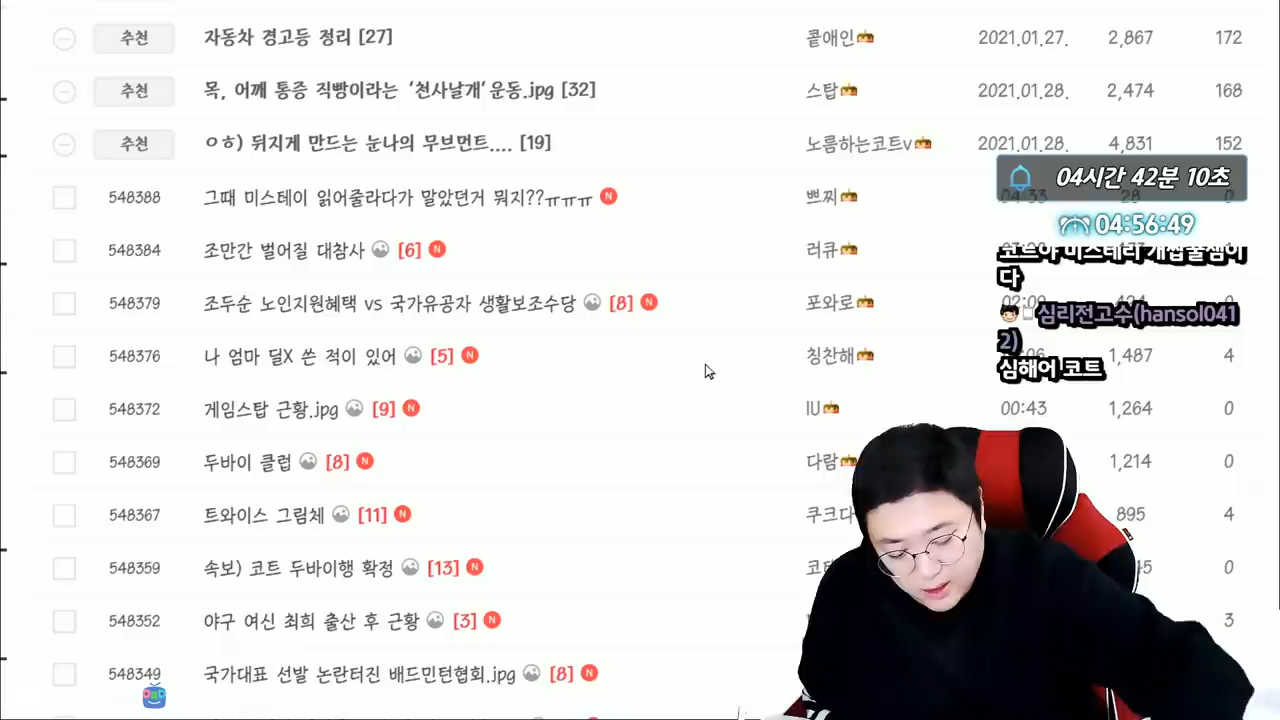 추천 자동차 경고등 정리 [27] 콭애인 2021.01.27. 2,867 172
추천 목, 어깨 통증 직빵이라는 '천사날개' 운동.jpg [32] 스탑 2021.01.28. 2,474 168
추천 ㅇㅎ) 뒤지게 만드는 눈나의 무브먼트.... [19] 노름하는코트v 2021.01.28. 4,831 152
04시간 42분 10초
548388 그때 미스테이 읽어줄라다가 말았던거 뭐지??ㅠㅠㅠ N 쁘찌 04:33 28 0
04:56:49
548384 조만간 벌어질 대참사 [6] N 러큐
다
548379 조두순 노인지원혜택 vs 국가유공자 생활보조수당 [8] N 포와로
심리전고수(hansol041
2)
548376 나 엄마 딜X 쓴 적이 있어 [5] N 칭찬해 1,487 4
심해어 코트
548372 게임스탑 근황.jpg [9] N IU 00:43 1,264 0
548369 두바이 클럽 [8] N 다람 1,214 0
548367 트와이스 그림체 [11] N 쿠크다 895 4
548359 속보) 코트 두바이행 확정 [13] N 0
548352 야구 여신 최희 출산 후 근황 [3] N 3
548349 국가대표 선발 논란터진 배드민턴협회.jpg [8] N